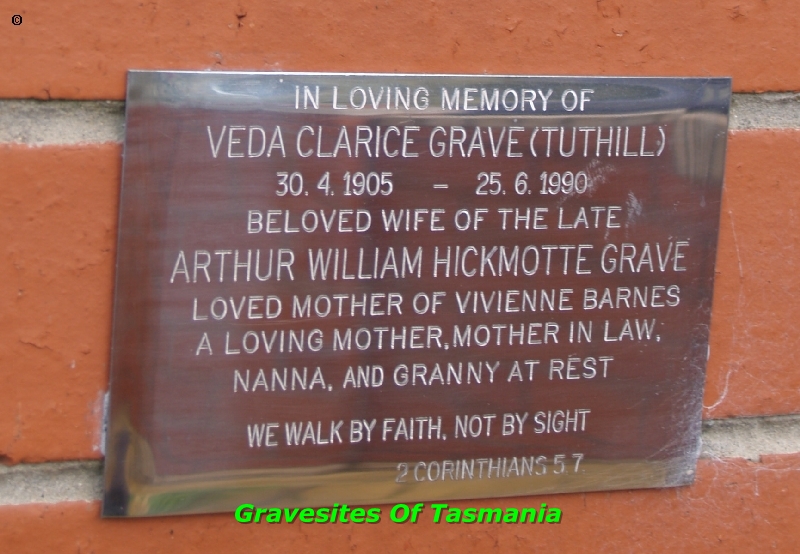 ©
IN LOVING MEMORY OF
VEDA CLARICE GRAVE (TUTHILL)
30. 4. 1905 – 25. 6. 1990
BELOVED WIFE OF THE LATE
ARTHUR WILLIAM HICKMOTTE GRAVE
LOVED MOTHER OF VIVIENNE BARNES
A LOVING MOTHER, MOTHER IN LAW,
NANNA, AND GRANNY AT REST
WE WALK BY FAITH, NOT BY SIGHT
2 CORINTHIANS 5 7
Gravesites Of Tasmania